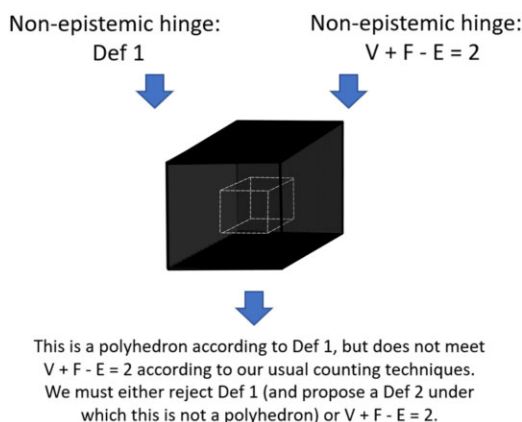 Non-epistemic hinge:
Def 1
Non-epistemic hinge:
V + F - E = 2
This is a polyhedron according to Def 1, but does not meet
V + F - E = 2 according to our usual counting techniques.
We must either reject Def 1 (and propose a Def 2 under
which this is not a polyhedron) or V + F - E = 2.